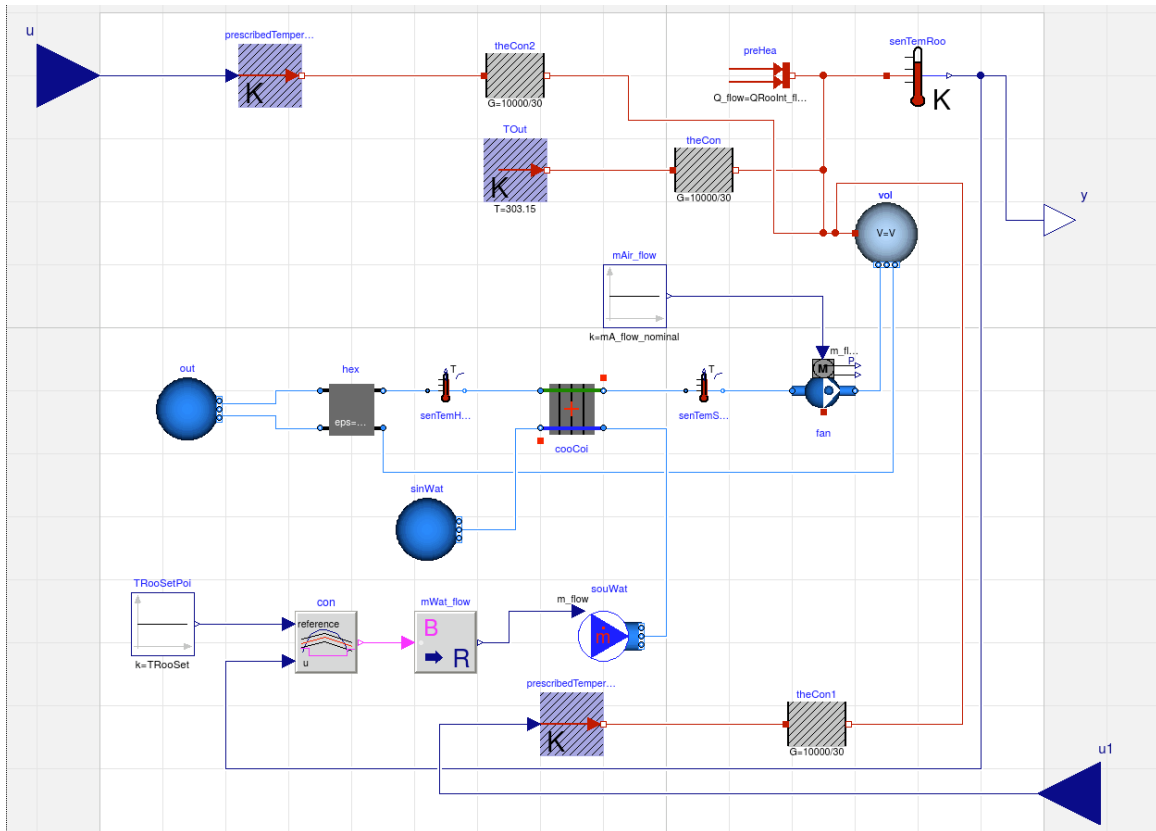 u
prescribedTemper...
K
theCon2
G=10000/30
preHea
Q_flow=QRooInt_fl...
senTemRoo
K
TOut
K
T=303.15
theCon
G=10000/30
y
vol
V=V
mAir_flow
k=mA_flow_nominal
m_fl...
P
M
fan
out
hex
eps=...
T
senTemH...
cooCoi
T
senTemS...
sinWat
TRooSetPoi
k=TRooSet
con
reference
u
mWat_flow
B
R
souWat
m_flow
m
prescribedTemper...
K
theCon1
G=10000/30
u1